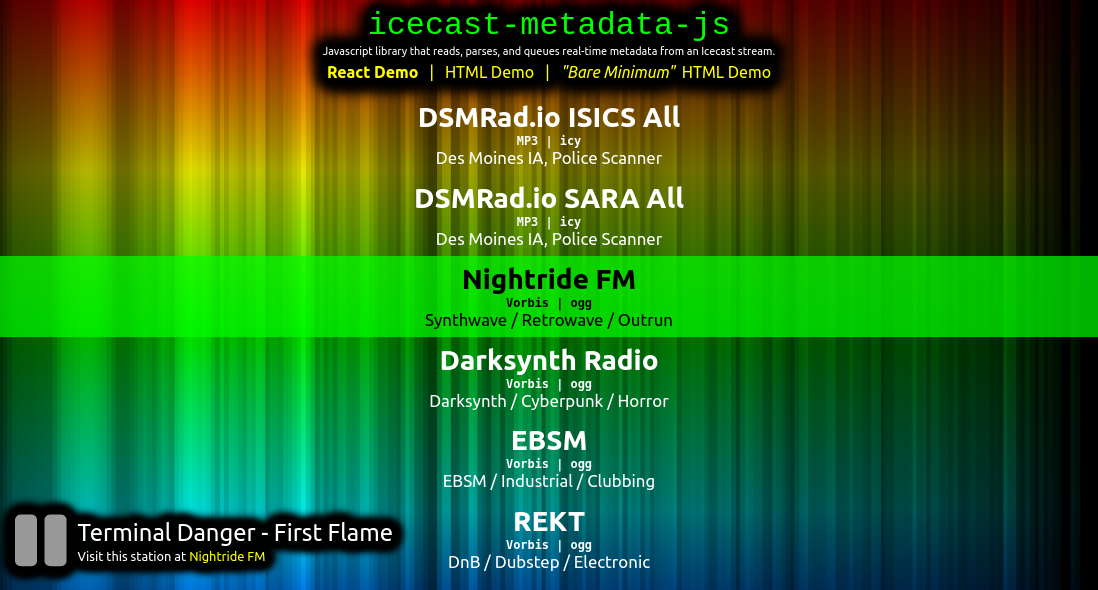 icecast-metadata-js
Javascript library that reads, parses, and queues real-time metadata from an Icecast stream.
React Demo | HTML Demo | "Bare Minimum" HTML Demo
DSMRad.io ISICS All
MP3 | icy
Des Moines IA, Police Scanner
DSMRad.io SARA All
MP3 | icy
Des Moines IA, Police Scanner
Nightride FM
Vorbis | ogg
Synthwave / Retrowave / Outrun
Darksynth Radio
Vorbis | ogg
Darksynth / Cyberpunk / Horror
EBSM
Vorbis | ogg
EBSM / Industrial / Clubbing
REKT
Vorbis | ogg
DnB / Dubstep / Electronic
Terminal Danger - First Flame
Visit this station at Nightride FM